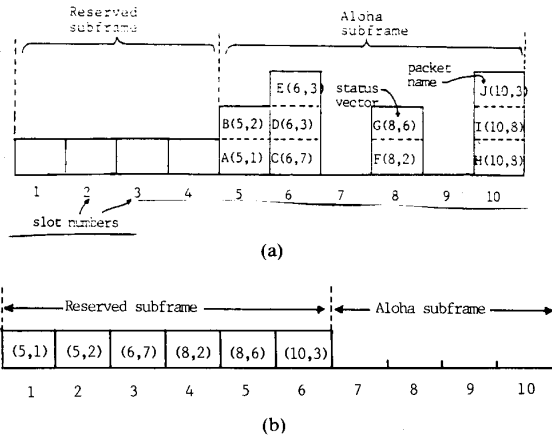 Reserved subframe
Aloha subframe
packet name
E(6,3)
status vector
J(10,3)
B(5,2) D(6,3) G(8,6) I(10,8)
A(5,1) C(6,7) F(8,2) H(10,8)
1 2 3 4 5 6 7 8 9 10
slot numbers
(a)
Reserved subframe Aloha subframe
(5,1) (5,2) (6,7) (8,2) (8,6) (10,3)
1 2 3 4 5 6 7 8 9 10
(b)